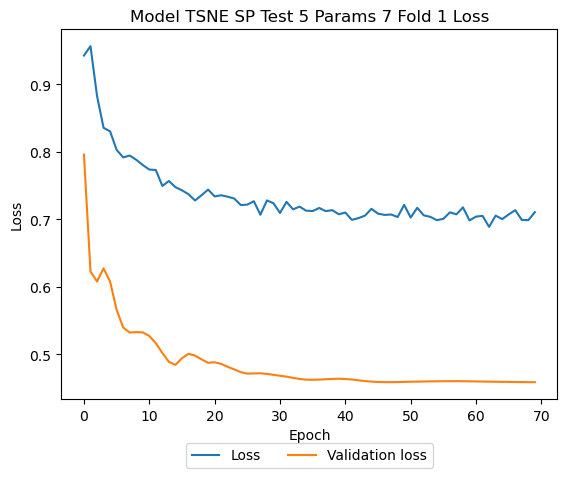 Model TSNE SP Test 5 Params 7 Fold 1 Loss
Loss
0.9
0.8
0.7
0.6
0.5
0 10 20 30 40 50 60 70
Epoch
Loss Validation loss